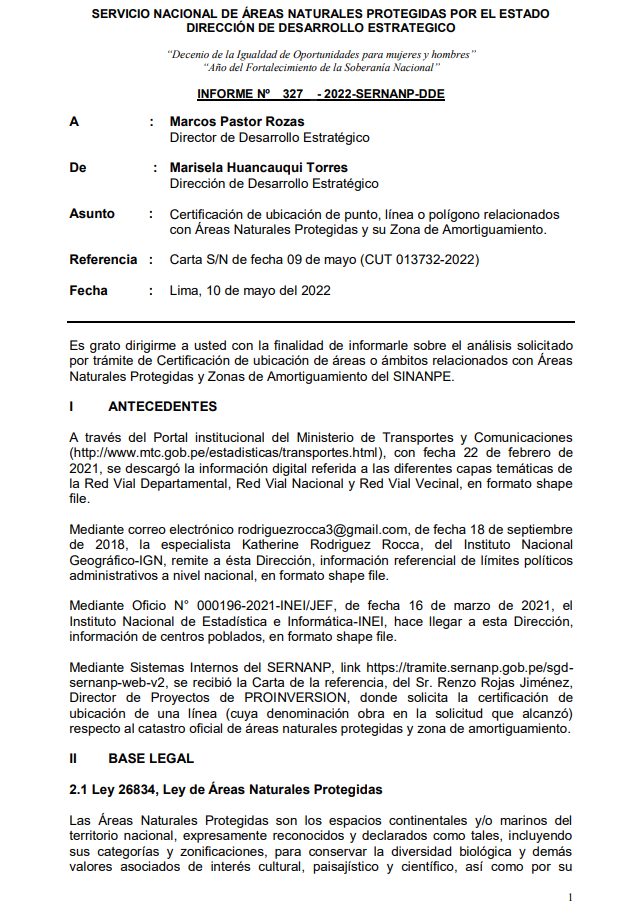 SERVICIO NACIONAL DE ÁREAS NATURALES PROTEGIDAS POR EL ESTADO
DIRECCIÓN DE DESARROLLO ESTRATEGICO
“Decenio de la Igualdad de Oportunidades para mujeres y hombres”
“Año del Fortalecimiento de la Soberanía Nacional”
INFORME Nº 327 - 2022-SERNANP-DDE
A : Marcos Pastor Rozas
Director de Desarrollo Estratégico
De : Marisela Huancauqui Torres
Dirección de Desarrollo Estratégico
Asunto : Certificación de ubicación de punto, línea o polígono relacionados
con Áreas Naturales Protegidas y su Zona de Amortiguamiento.
Referencia : Carta S/N de fecha 09 de mayo (CUT 013732-2022)
Fecha : Lima, 10 de mayo del 2022
Es grato dirigirme a usted con la finalidad de informarle sobre el análisis solicitado
por trámite de Certificación de ubicación de áreas o ámbitos relacionados con Áreas
Naturales Protegidas y Zonas de Amortiguamiento del SINANPE.
I ANTECEDENTES
A través del Portal institucional del Ministerio de Transportes y Comunicaciones
(http://www.mtc.gob.pe/estadisticas/transportes.html), con fecha 22 de febrero de
2021, se descargó la información digital referida a las diferentes capas temáticas de
la Red Vial Departamental, Red Vial Nacional y Red Vial Vecinal, en formato shape
file.
Mediante correo electrónico rodriguezrocca3@gmail.com, de fecha 18 de septiembre
de 2018, la especialista Katherine Rodriguez Rocca, del Instituto Nacional
Geográfico-IGN, remite a ésta Dirección, información referencial de límites políticos
administrativos a nivel nacional, en formato shape file.
Mediante Oficio N° 000196-2021-INEI/JEF, de fecha 16 de marzo de 2021, el
Instituto Nacional de Estadística e Informática-INEI, hace llegar a esta Dirección,
información de centros poblados, en formato shape file.
Mediante Sistemas Internos del SERNANP, link https://tramite.sernanp.gob.pe/sgd-
sernanp-web-v2, se recibió la Carta de la referencia, del Sr. Renzo Rojas Jiménez,
Director de Proyectos de PROINVERSION, donde solicita la certificación de
ubicación de una línea (cuya denominación obra en la solicitud que alcanzó)
respecto al catastro oficial de áreas naturales protegidas y zona de amortiguamiento.
II BASE LEGAL
2.1 Ley 26834, Ley de Áreas Naturales Protegidas
Las Áreas Naturales Protegidas son los espacios continentales y/o marinos del
territorio nacional, expresamente reconocidos y declarados como tales, incluyendo
sus categorías y zonificaciones, para conservar la diversidad biológica y demás
valores asociados de interés cultural, paisajístico y científico, así como por su
1